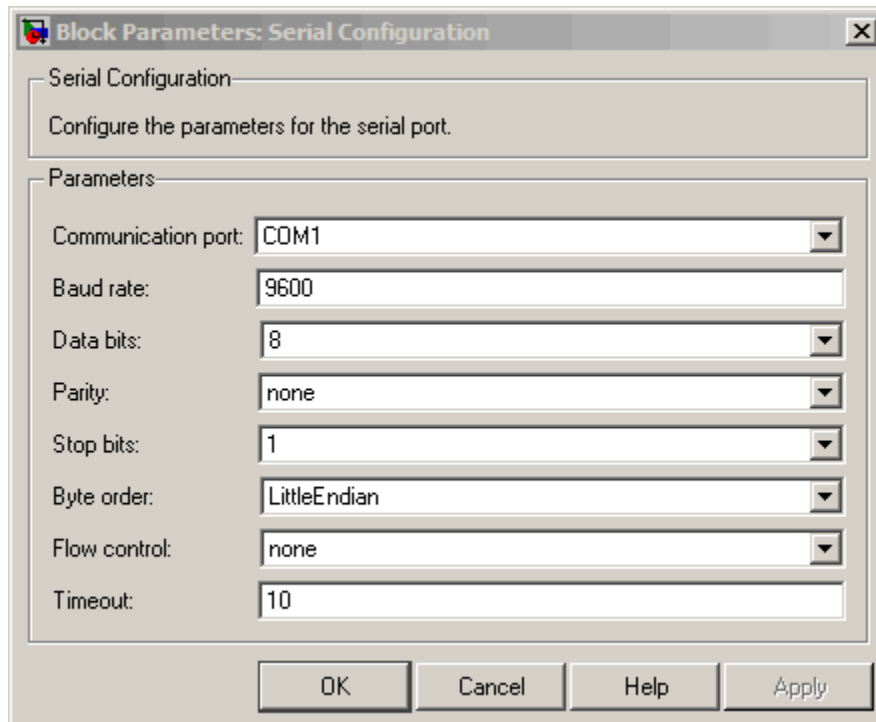 Block Parameters: Serial Configuration
Serial Configuration
Configure the parameters for the serial port.
Parameters
Communication port: COM1
Baud rate: 9600
Data bits: 8
Parity: none
Stop bits: 1
Byte order: LittleEndian
Flow control: none
Timeout: 10
OK Cancel Help Apply